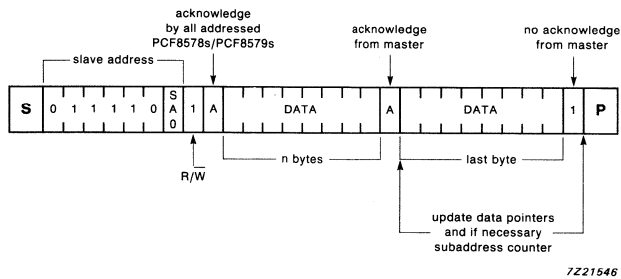 acknowledge
by all addressed
PCF8578s/PCF8579s
acknowledge
from master
no acknowledge
from master
slave address
S 0 1 1 1 1 0 S A 0 1 A DATA A DATA 1 P
R/W
n bytes
last byte
update data pointers
and if necessary
subaddress counter
7Z21546